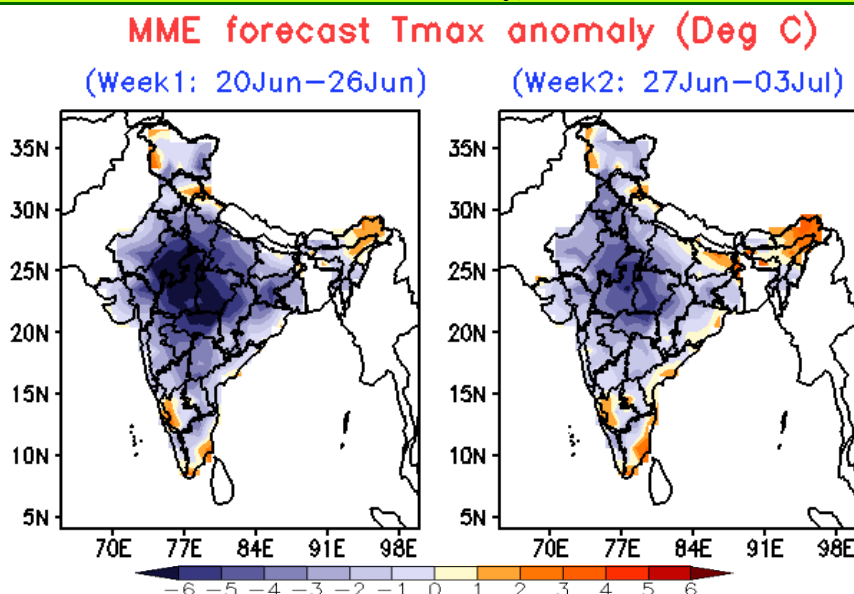 MME forecast Tmax anomaly (Deg C)
(Week1: 20Jun−26Jun)
(Week2: 27Jun−03Jul)
35N
30N
25N
20N
15N
10N
5N
70E 77E 84E 91E 98E
35N
30N
25N
20N
15N
10N
5N
70E 77E 84E 91E 98E
−6 −5 −4 −3 −2 −1 0 1 2 3 4 5 6